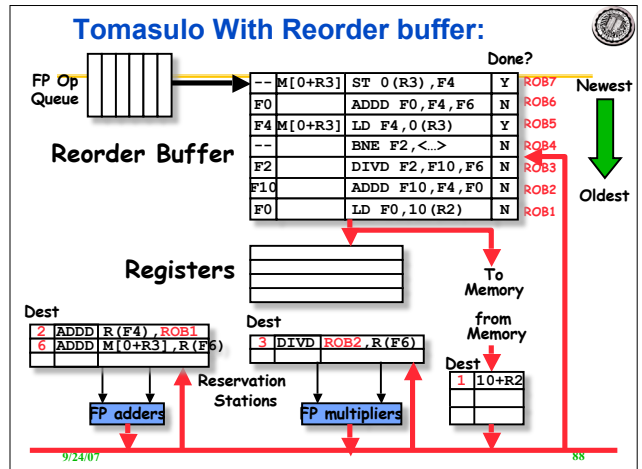 Tomasulo With Reorder buffer:
Done?
FP Op
Queue
-- M[0+R3] ST 0(R3),F4 Y ROB7
F0 ADDD F0,F4,F6 N ROB6
F4 M[0+R3] LD F4,0(R3) Y ROB5
-- BNE F2,<…> N ROB4
F2 DIVD F2,F10,F6 N ROB3
F10 ADDD F10,F4,F0 N ROB2
F0 LD F0,10(R2) N ROB1
Newest
Oldest
Reorder Buffer
Registers
To
Memory
from
Memory
Dest
2 ADDD R(F4),ROB1
6 ADDD M[0+R3],R(F6)
Dest
3 DIVD ROB2,R(F6)
Dest
1 10+R2
Reservation
Stations
FP adders
FP multipliers
9/24/07
88